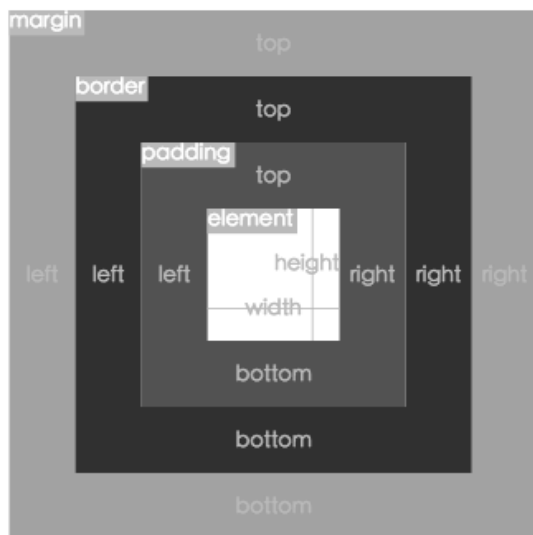 margin
top
border
top
padding
top
element
height
left left left right right right
width
bottom
bottom
bottom